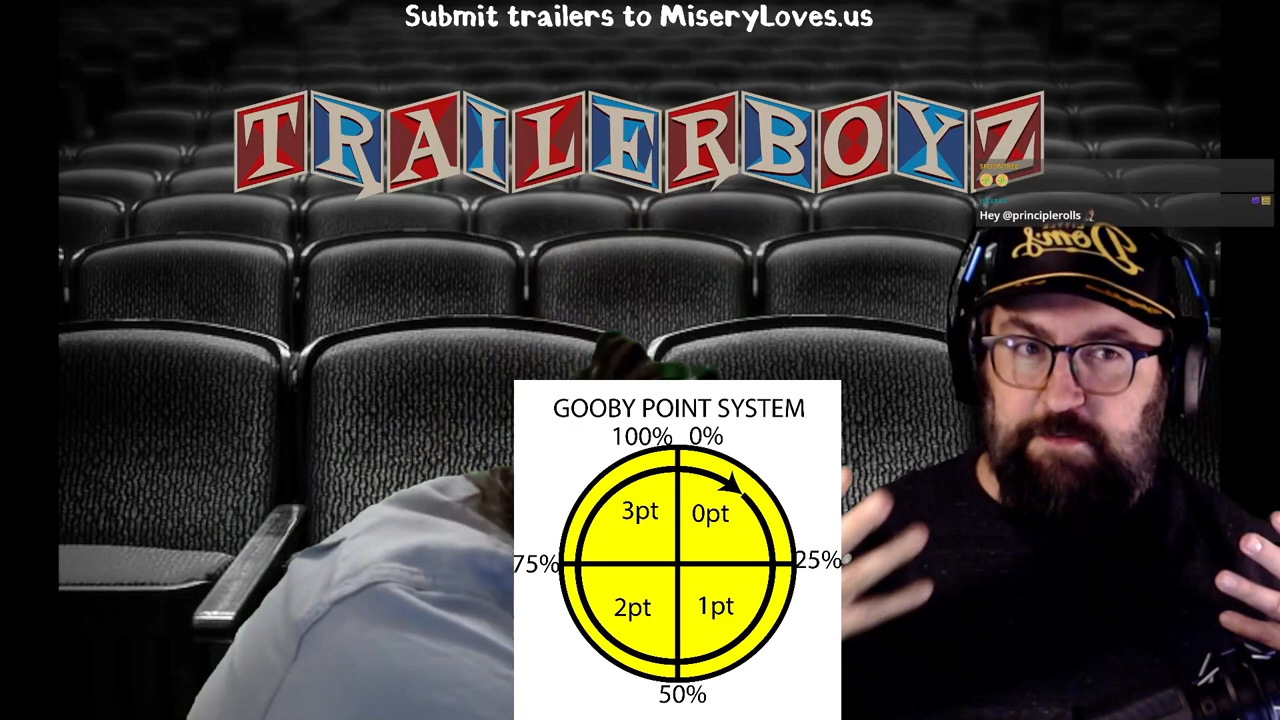 Submit trailers to MiseryLoves.us
TRAILERBOYZ
Hey @principlerolls
Don's
GOOBY POINT SYSTEM
100% 0%
3pt 0pt
75% 25%
2pt 1pt
50%